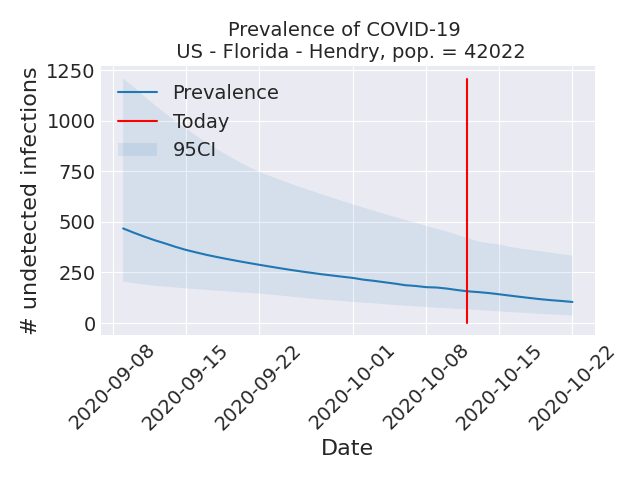 Prevalence of COVID-19
US - Florida - Hendry, pop. = 42022
# undetected infections
1250
1000
750
500
250
0
Prevalence
Today
95CI
2020-09-08
2020-09-15
2020-09-22
2020-10-01
2020-10-08
2020-10-15
2020-10-22
Date